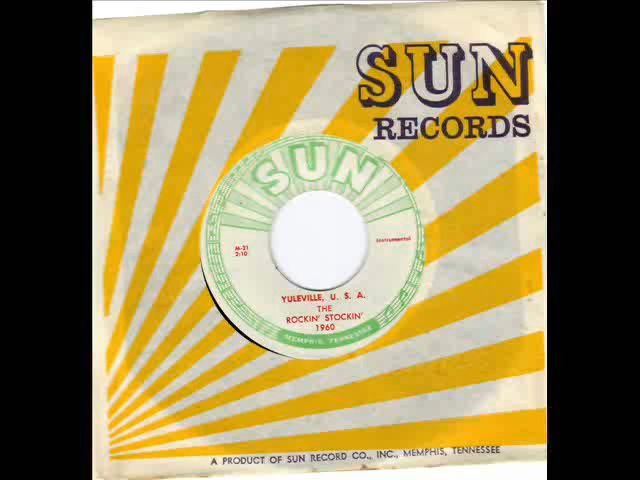 SUN
RECORDS
SUN
M-21
2:10
Instrumental
YULEVILLE, U. S. A.
THE
ROCKIN' STOCKIN'
1960
MEMPHIS, TENNESSEE
A PRODUCT OF SUN RECORD CO., INC., MEMPHIS, TENNESSEE